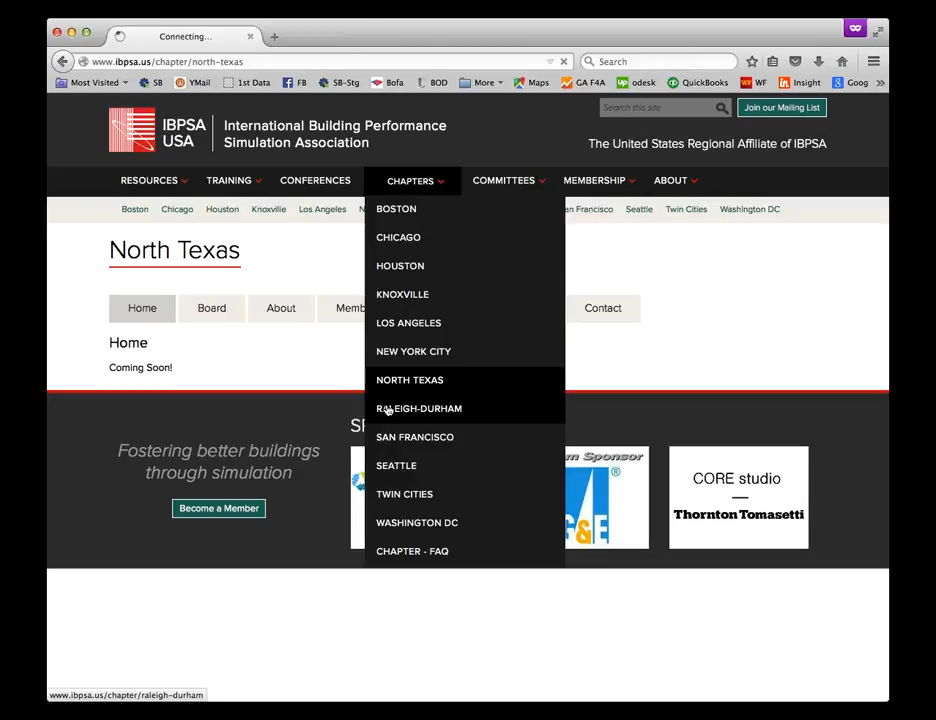 Connecting...
www.ibpsa.us/chapter/north-texas
Search
Most Visited SB YMail 1st Data FB SB-Stg Bofa BOD More Maps GA F4A odesk QuickBooks WF Insight Goog
Search this site
Join our Mailing List
IBPSA
USA
International Building Performance
Simulation Association
The United States Regional Affiliate of IBPSA
RESOURCES TRAINING CONFERENCES CHAPTERS COMMITTEES MEMBERSHIP ABOUT
Boston Chicago Houston Knoxville Los Angeles Seattle Twin Cities Washington DC
BOSTON
CHICAGO
HOUSTON
KNOXVILLE
LOS ANGELES
NEW YORK CITY
NORTH TEXAS
RALEIGH-DURHAM
SAN FRANCISCO
SEATTLE
TWIN CITIES
WASHINGTON DC
CHAPTER - FAQ
North Texas
Home Board About Memb Contact
Home
Coming Soon!
Fostering better buildings
through simulation
Become a Member
Sponsor
CORE studio
Thornton Tomasetti
www.ibpsa.us/chapter/raleigh-durham